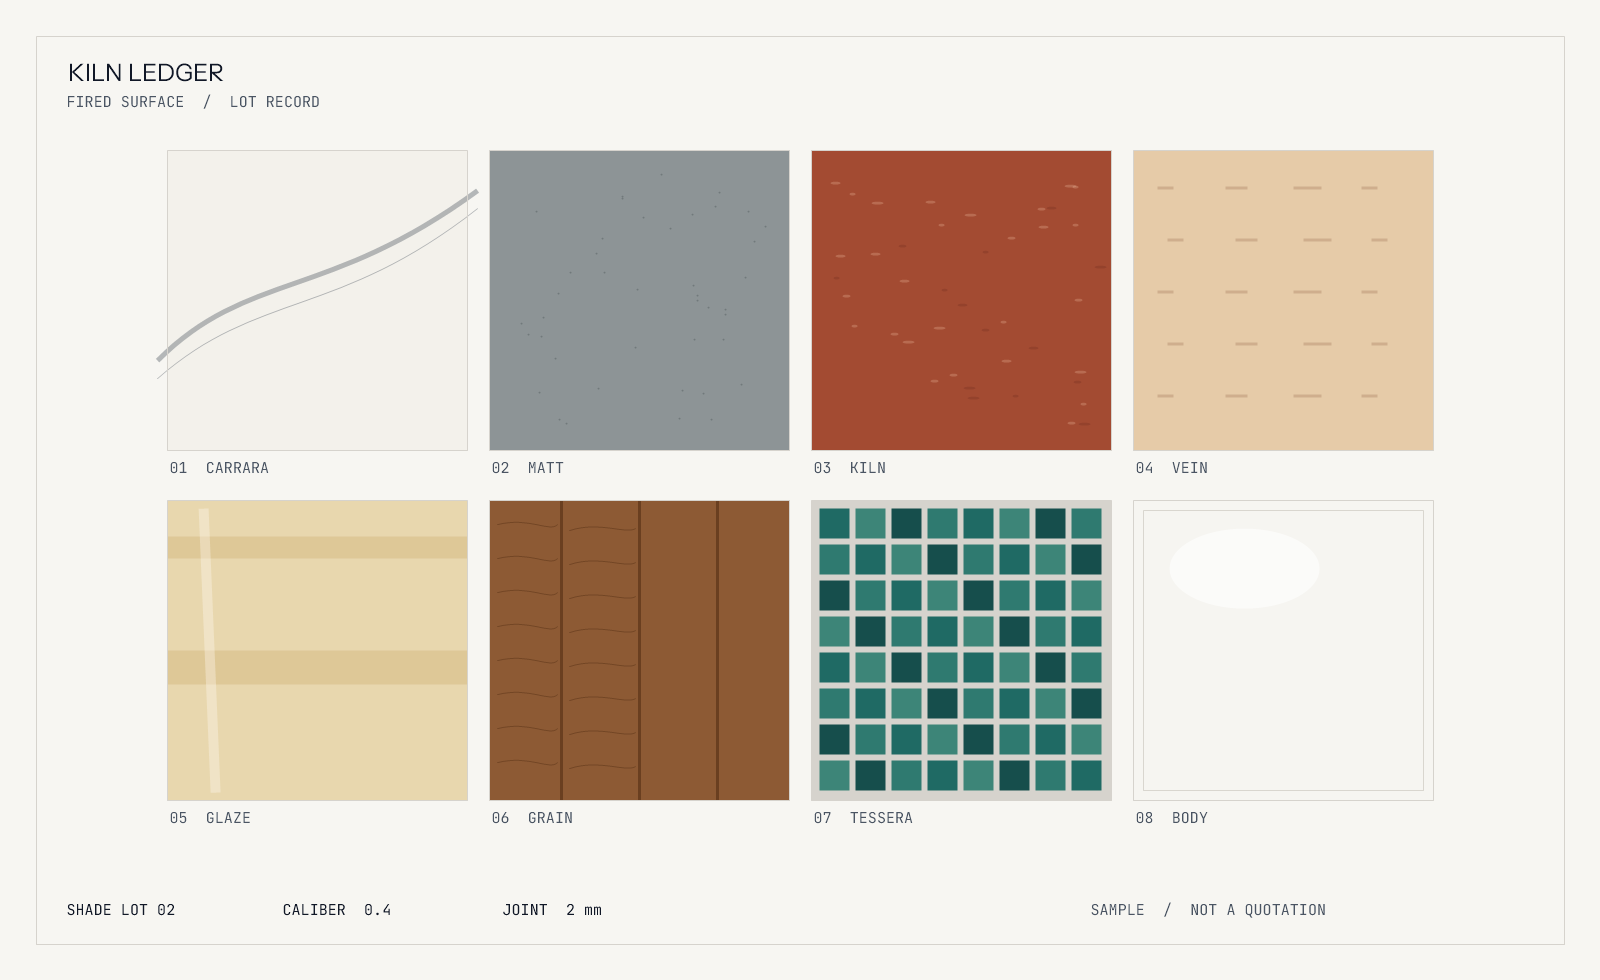 KILN LEDGER
FIRED SURFACE / LOT RECORD
01 CARRARA
02 MATT
03 KILN
04 VEIN
05 GLAZE
06 GRAIN
07 TESSERA
08 BODY
SHADE LOT 02
CALIBER 0.4
JOINT 2 mm
SAMPLE / NOT A QUOTATION